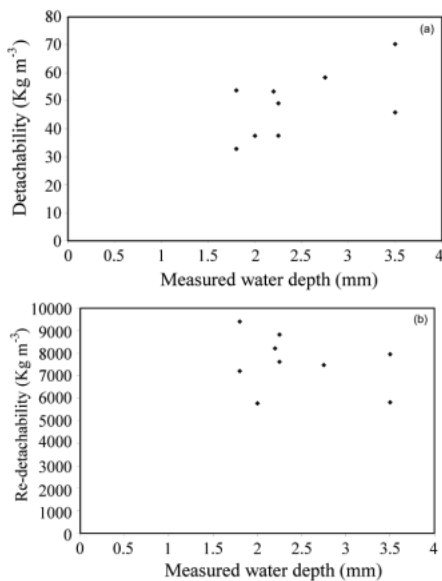 (a)
80
70
60
50
40
30
20
10
0
Detachability (Kg m⁻³)
0 0.5 1 1.5 2 2.5 3 3.5 4
Measured water depth (mm)
(b)
10000
9000
8000
7000
6000
5000
4000
3000
2000
1000
0
Re-detachability (Kg m⁻³)
0 0.5 1 1.5 2 2.5 3 3.5 4
Measured water depth (mm)